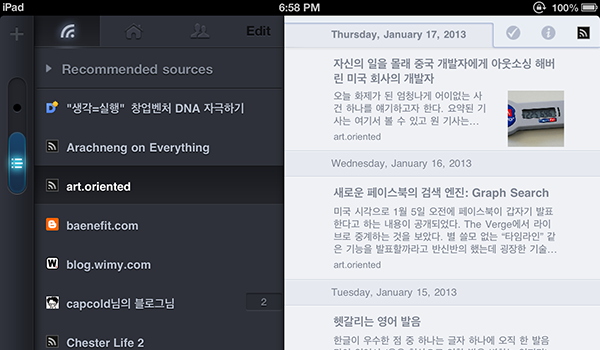 iPad
6:58 PM
100%
Edit
Recommended sources
"생각=실행" 창업벤처 DNA 자극하기
Arachneng on Everything
art.oriented
baenefit.com
blog.wimy.com
capcold님의 블로그님
2
Chester Life 2
Thursday, January 17, 2013
자신의 일을 몰래 중국 개발자에게 아웃소싱 해버
린 미국 회사의 개발자
오늘 화제가 된 엄청나게 어이없는 사
건 하나를 얘기하고자 한다. 요약된 기
사는 여기서 볼 수 있고 원 기사는...
art.oriented
Wednesday, January 16, 2013
새로운 페이스북의 검색 엔진: Graph Search
미국 시각으로 1월 5일 오전에 페이스북이 갑자기 발표
한다고 하는 내용이 공개되었다. The Verge에서 라이
브로 중계하는 것을 보았다. 별 쓸모 없는 “타임라인” 같
은 기능을 발표할까라고 반신반의 했는데 굉장한 기술...
art.oriented
Tuesday, January 15, 2013
헷갈리는 영어 발음
한글이 우수한 점 중 하나는 글자 하나에 오직 한 발음